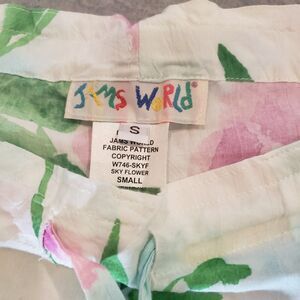 JAMS WORLD
S
JAMS WORLD
FABRIC PATTERN
COPYRIGHT
W746-SKYF
SKY FLOWER
SMALL